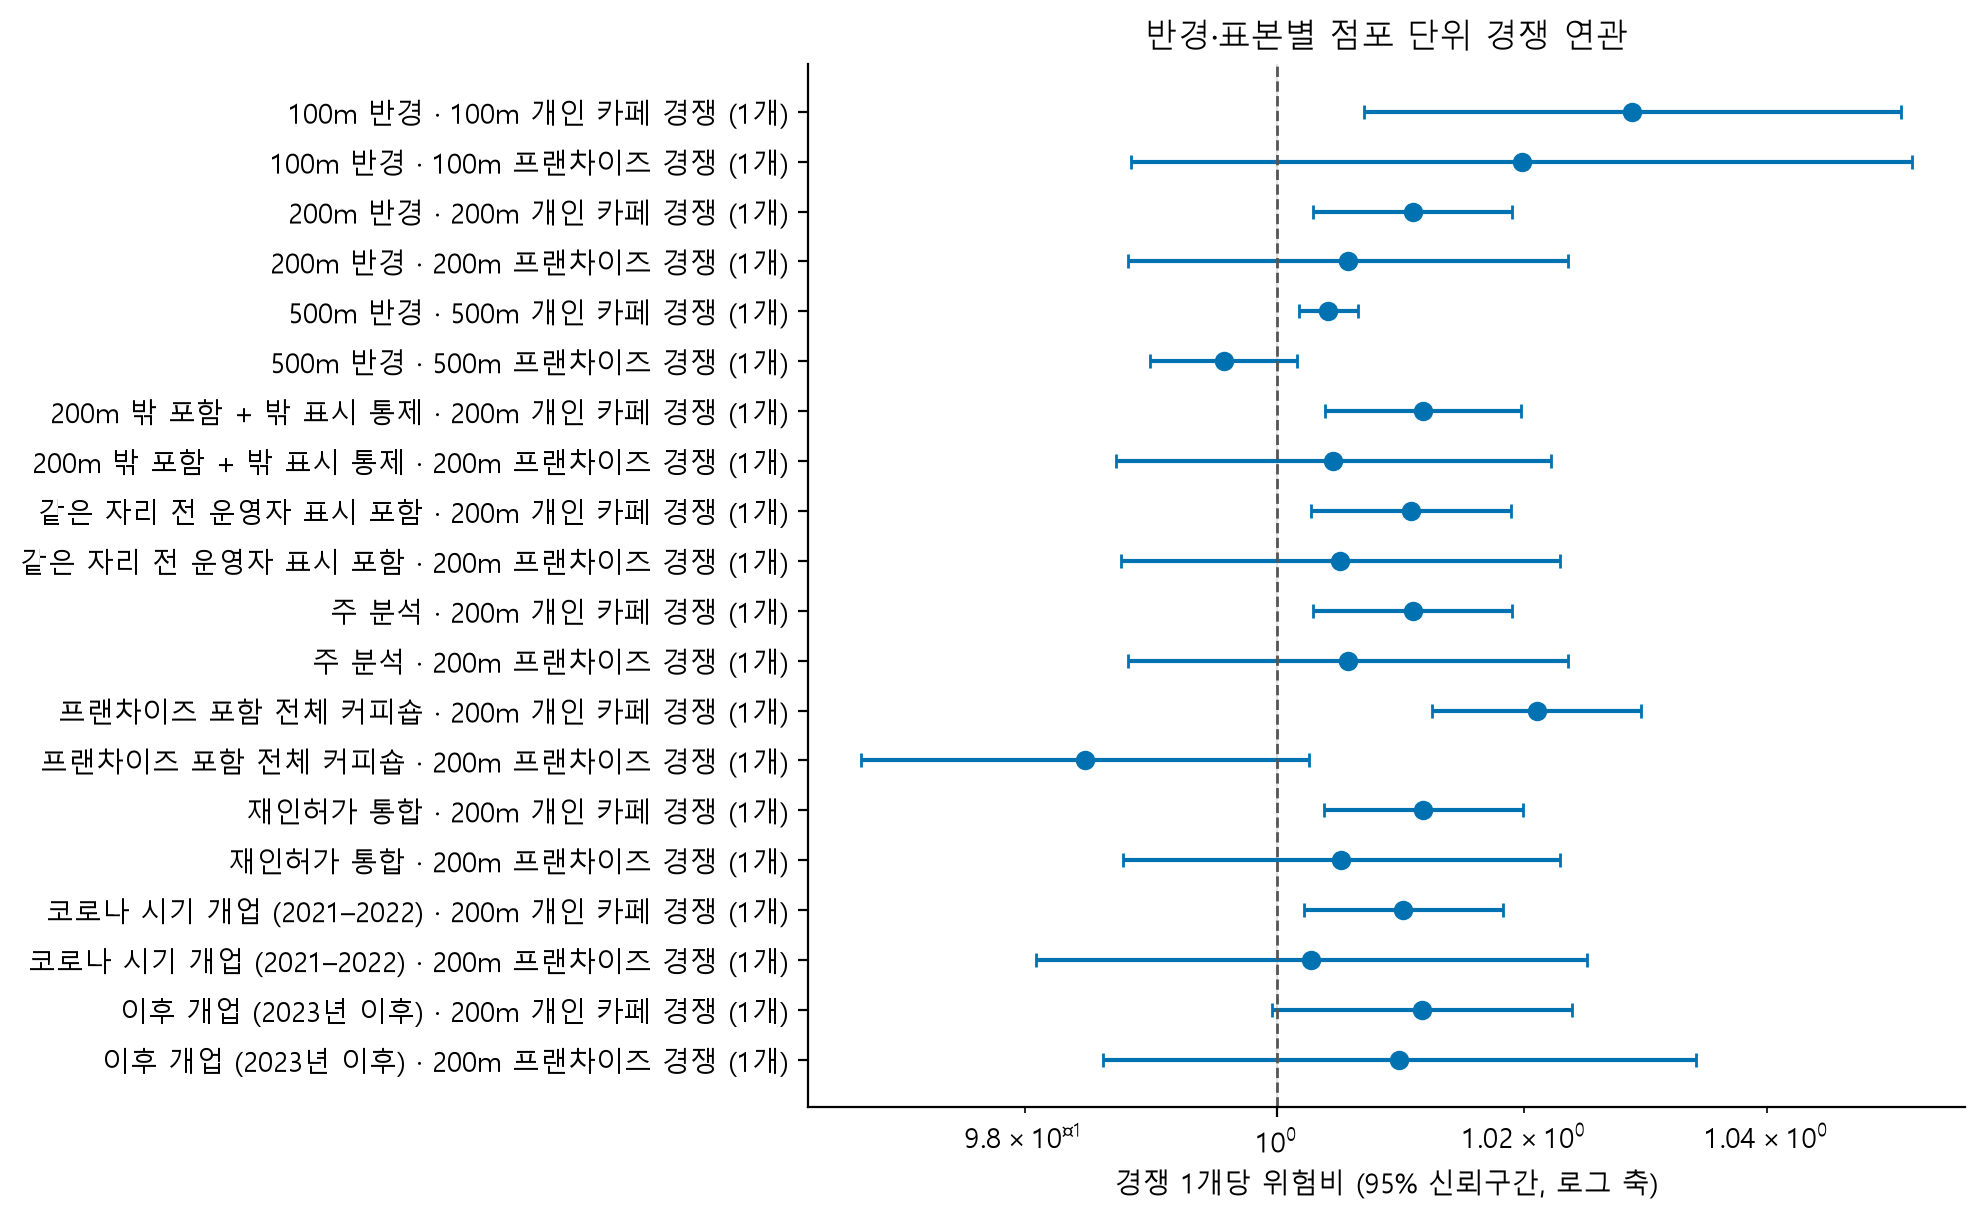 반경·표본별 점포 단위 경쟁 연관
100m 반경 · 100m 개인 카페 경쟁 (1개)
100m 반경 · 100m 프랜차이즈 경쟁 (1개)
200m 반경 · 200m 개인 카페 경쟁 (1개)
200m 반경 · 200m 프랜차이즈 경쟁 (1개)
500m 반경 · 500m 개인 카페 경쟁 (1개)
500m 반경 · 500m 프랜차이즈 경쟁 (1개)
200m 밖 포함 + 밖 표시 통제 · 200m 개인 카페 경쟁 (1개)
200m 밖 포함 + 밖 표시 통제 · 200m 프랜차이즈 경쟁 (1개)
같은 자리 전 운영자 표시 포함 · 200m 개인 카페 경쟁 (1개)
같은 자리 전 운영자 표시 포함 · 200m 프랜차이즈 경쟁 (1개)
주 분석 · 200m 개인 카페 경쟁 (1개)
주 분석 · 200m 프랜차이즈 경쟁 (1개)
프랜차이즈 포함 전체 커피숍 · 200m 개인 카페 경쟁 (1개)
프랜차이즈 포함 전체 커피숍 · 200m 프랜차이즈 경쟁 (1개)
재인허가 통합 · 200m 개인 카페 경쟁 (1개)
재인허가 통합 · 200m 프랜차이즈 경쟁 (1개)
코로나 시기 개업 (2021–2022) · 200m 개인 카페 경쟁 (1개)
코로나 시기 개업 (2021–2022) · 200m 프랜차이즈 경쟁 (1개)
이후 개업 (2023년 이후) · 200m 개인 카페 경쟁 (1개)
이후 개업 (2023년 이후) · 200m 프랜차이즈 경쟁 (1개)
9.8 × 10¤¹ 10⁰ 1.02 × 10⁰ 1.04 × 10⁰
경쟁 1개당 위험비 (95% 신뢰구간, 로그 축)